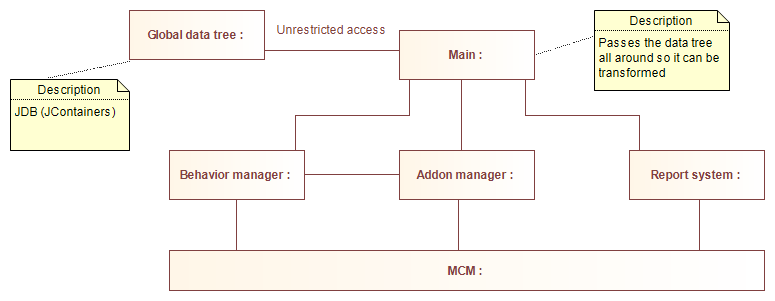 Global data tree :
Unrestricted access
Main :
Description
Passes the data tree
all around so it can be
transformed
Description
JDB (JContainers)
Behavior manager :
Addon manager :
Report system :
MCM :